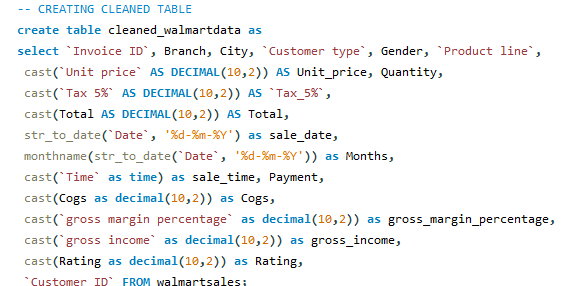 -- CREATING CLEANED TABLE
create table cleaned_walmartdata as
select `Invoice ID`, Branch, City, `Customer type`, Gender, `Product line`,
cast(`Unit price` AS DECIMAL(10,2)) AS Unit_price, Quantity,
cast(`Tax 5%` AS DECIMAL(10,2)) AS `Tax_5%`,
cast(Total AS DECIMAL(10,2)) AS Total,
str_to_date(`Date`, '%d-%m-%Y') as sale_date,
monthname(str_to_date(`Date`, '%d-%m-%Y')) as Months,
cast(`Time` as time) as sale_time, Payment,
cast(Cogs as decimal(10,2)) as Cogs,
cast(`gross margin percentage` as decimal(10,2)) as gross_margin_percentage,
cast(`gross income` as decimal(10,2)) as gross_income,
cast(Rating as decimal(10,2)) as Rating,
`Customer ID` FROM walmartsales;